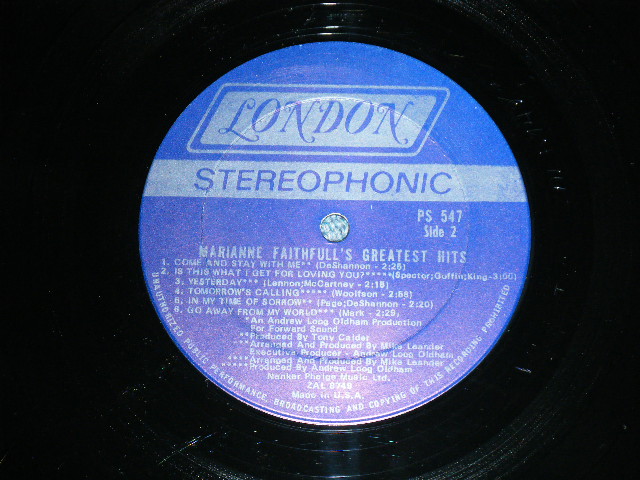 LONDON
STEREOPHONIC
PS 547
Side 2
MARIANNE FAITHFULL'S GREATEST HITS
1. COME AND STAY WITH ME** (DeShannon - 2:25)
2. IS THIS WHAT I GET FOR LOVING YOU?***** (Spector;Goffin;King-3:00)
3. YESTERDAY*** (Lennon;McCartney - 2:18)
4. TOMORROW'S CALLING***** (Woolfson - 2:58)
5. IN MY TIME OF SORROW** (Page;DeShannon - 2:20)
6. GO AWAY FROM MY WORLD*** (Mark - 2:29)
*An Andrew Loog Oldham Production
For Forward Sound
**Produced By Tony Calder
***Arranged And Produced By Mike Leander
Executive Producer - Andrew Loog Oldham
****Arranged And Produced By Mike Leander
*****Produced By Andrew Loog Oldham
Nanker Phelge Music Ltd.
ZAL 8749
Made in U.S.A.
UNAUTHORIZED PUBLIC PERFORMANCE, BROADCASTING AND COPYING OF THIS RECORDING PROHIBITED